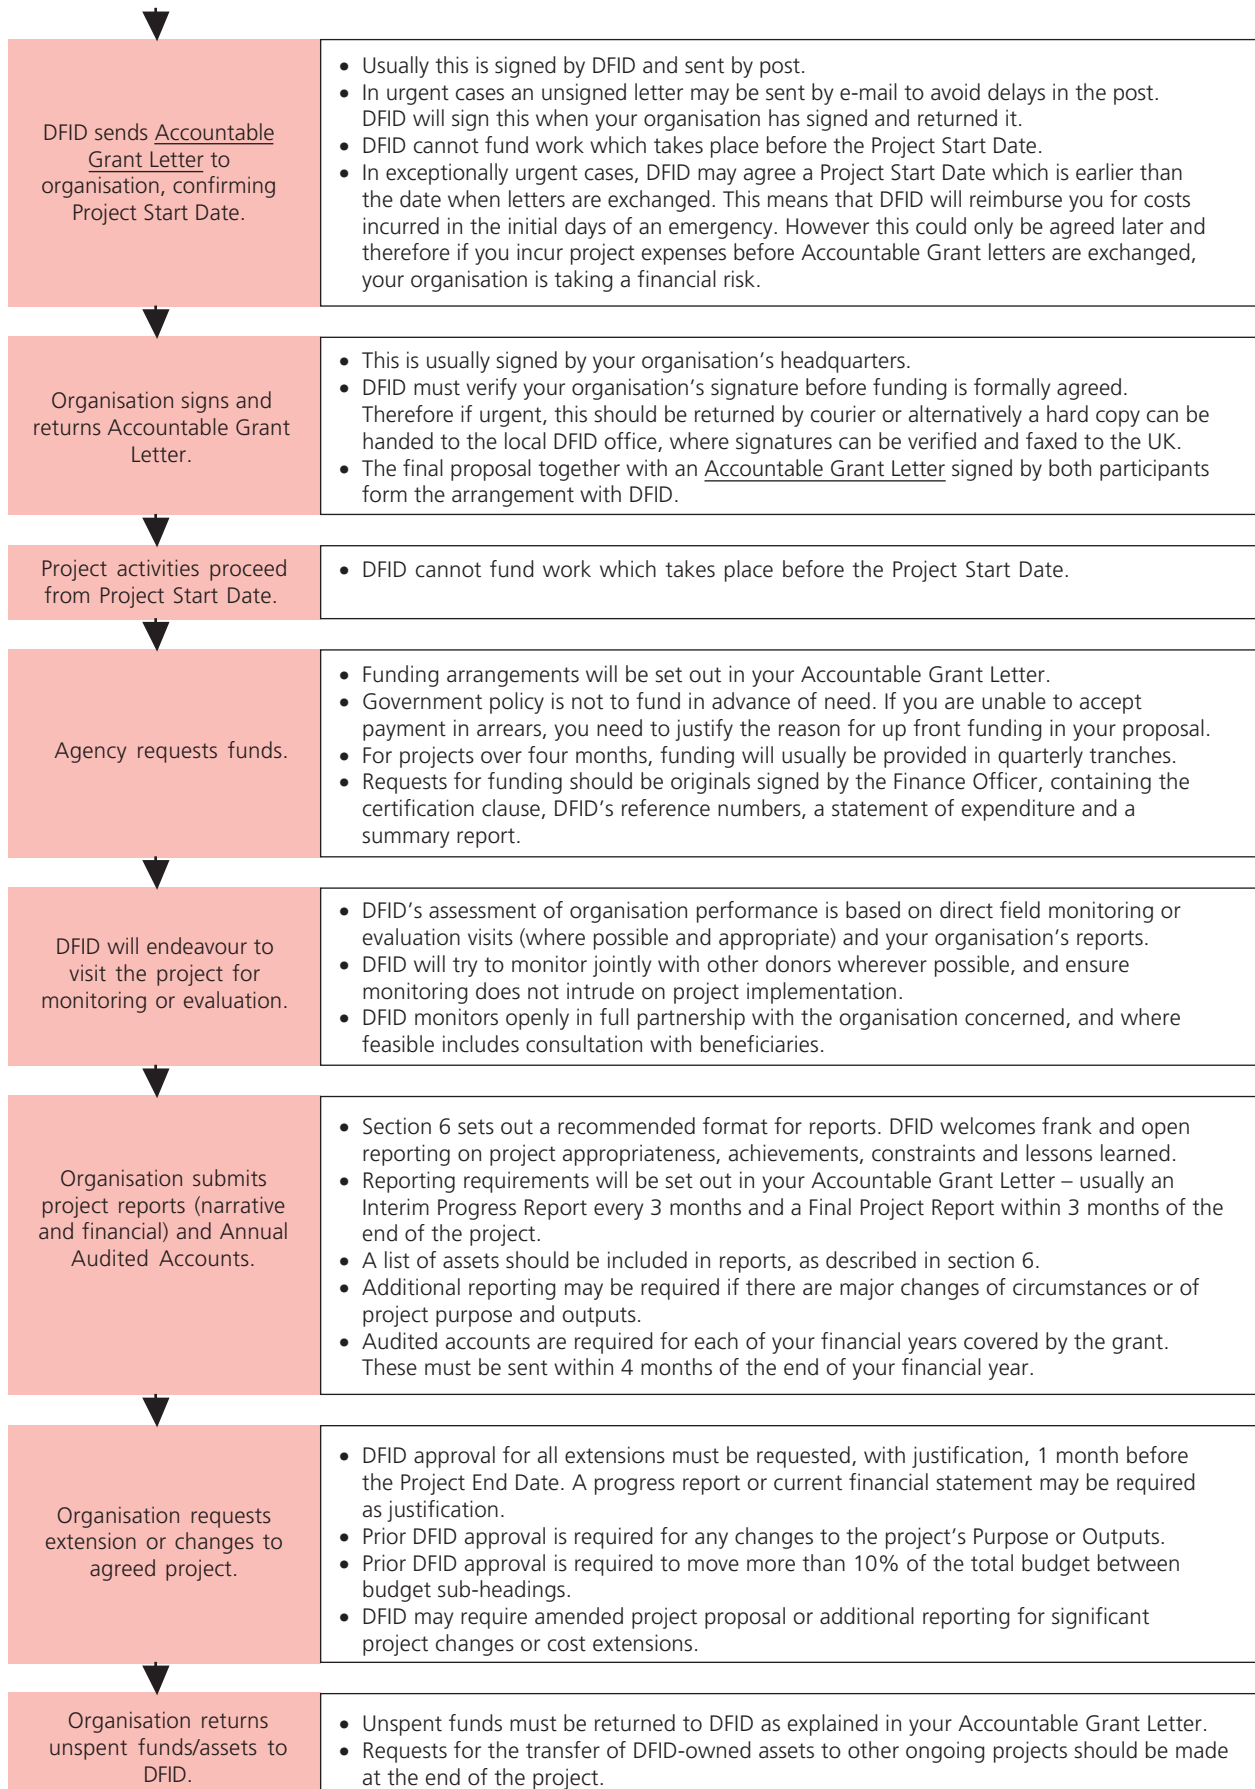 DFID sends Accountable
Grant Letter to
organisation, confirming
Project Start Date.
• Usually this is signed by DFID and sent by post.
• In urgent cases an unsigned letter may be sent by e-mail to avoid delays in the post.
DFID will sign this when your organisation has signed and returned it.
• DFID cannot fund work which takes place before the Project Start Date.
• In exceptionally urgent cases, DFID may agree a Project Start Date which is earlier than
the date when letters are exchanged. This means that DFID will reimburse you for costs
incurred in the initial days of an emergency. However this could only be agreed later and
therefore if you incur project expenses before Accountable Grant letters are exchanged,
your organisation is taking a financial risk.
Organisation signs and
returns Accountable Grant
Letter.
• This is usually signed by your organisation’s headquarters.
• DFID must verify your organisation’s signature before funding is formally agreed.
Therefore if urgent, this should be returned by courier or alternatively a hard copy can be
handed to the local DFID office, where signatures can be verified and faxed to the UK.
• The final proposal together with an Accountable Grant Letter signed by both participants
form the arrangement with DFID.
Project activities proceed
from Project Start Date.
• DFID cannot fund work which takes place before the Project Start Date.
Agency requests funds.
• Funding arrangements will be set out in your Accountable Grant Letter.
• Government policy is not to fund in advance of need. If you are unable to accept
payment in arrears, you need to justify the reason for up front funding in your proposal.
• For projects over four months, funding will usually be provided in quarterly tranches.
• Requests for funding should be originals signed by the Finance Officer, containing the
certification clause, DFID’s reference numbers, a statement of expenditure and a
summary report.
DFID will endeavour to
visit the project for
monitoring or evaluation.
• DFID’s assessment of organisation performance is based on direct field monitoring or
evaluation visits (where possible and appropriate) and your organisation’s reports.
• DFID will try to monitor jointly with other donors wherever possible, and ensure
monitoring does not intrude on project implementation.
• DFID monitors openly in full partnership with the organisation concerned, and where
feasible includes consultation with beneficiaries.
Organisation submits
project reports (narrative
and financial) and Annual
Audited Accounts.
• Section 6 sets out a recommended format for reports. DFID welcomes frank and open
reporting on project appropriateness, achievements, constraints and lessons learned.
• Reporting requirements will be set out in your Accountable Grant Letter – usually an
Interim Progress Report every 3 months and a Final Project Report within 3 months of the
end of the project.
• A list of assets should be included in reports, as described in section 6.
• Additional reporting may be required if there are major changes of circumstances or of
project purpose and outputs.
• Audited accounts are required for each of your financial years covered by the grant.
These must be sent within 4 months of the end of your financial year.
Organisation requests
extension or changes to
agreed project.
• DFID approval for all extensions must be requested, with justification, 1 month before
the Project End Date. A progress report or current financial statement may be required
as justification.
• Prior DFID approval is required for any changes to the project’s Purpose or Outputs.
• Prior DFID approval is required to move more than 10% of the total budget between
budget sub-headings.
• DFID may require amended project proposal or additional reporting for significant
project changes or cost extensions.
Organisation returns
unspent funds/assets to
DFID.
• Unspent funds must be returned to DFID as explained in your Accountable Grant Letter.
• Requests for the transfer of DFID-owned assets to other ongoing projects should be made
at the end of the project.